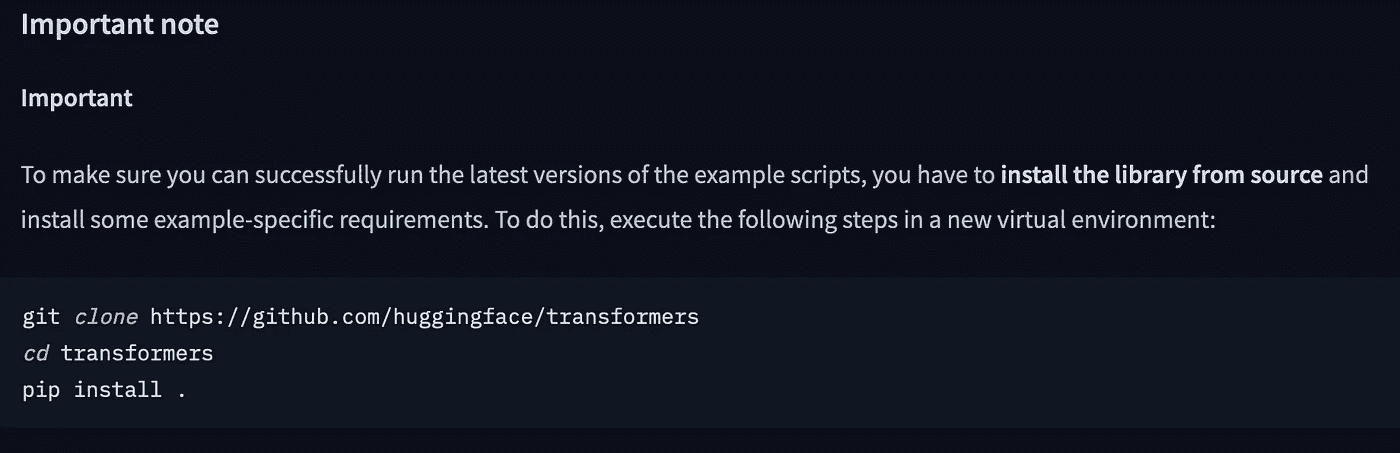 Important note
Important
To make sure you can successfully run the latest versions of the example scripts, you have to install the library from source and
install some example-specific requirements. To do this, execute the following steps in a new virtual environment:
git clone https://github.com/huggingface/transformers
cd transformers
pip install .